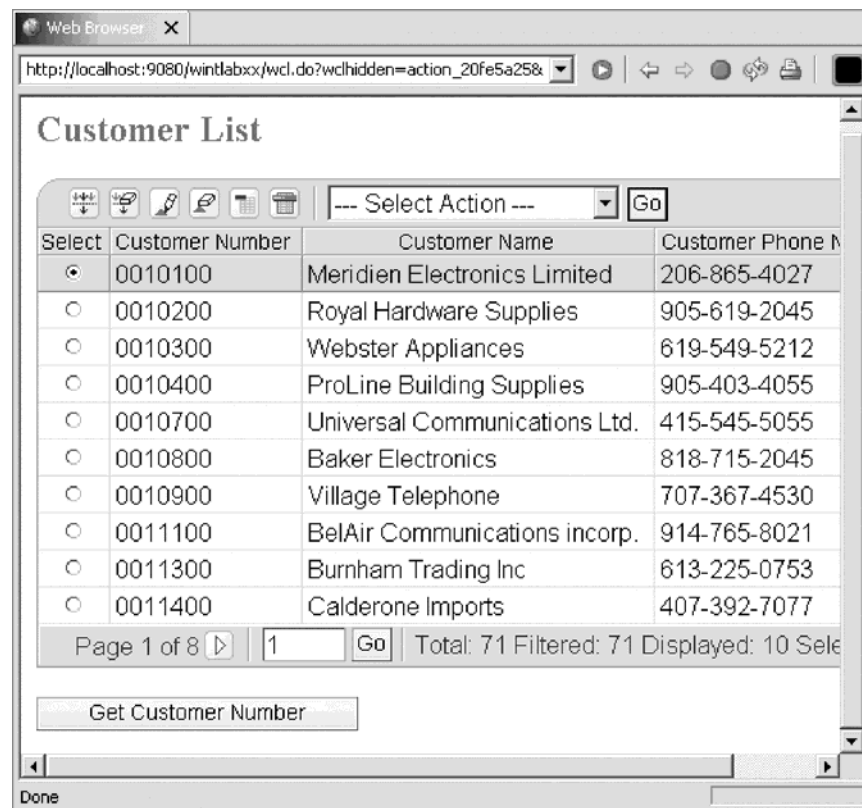 Web Browser X
http://localhost:9080/wintlabxx/wcl.do?wclhidden=action_20fe5a25&
Customer List
--- Select Action --- Go
Select Customer Number Customer Name Customer Phone N
0010100 Meridien Electronics Limited 206-865-4027
0010200 Royal Hardware Supplies 905-619-2045
0010300 Webster Appliances 619-549-5212
0010400 ProLine Building Supplies 905-403-4055
0010700 Universal Communications Ltd. 415-545-5055
0010800 Baker Electronics 818-715-2045
0010900 Village Telephone 707-367-4530
0011100 BelAir Communications incorp. 914-765-8021
0011300 Burnham Trading Inc 613-225-0753
0011400 Calderone Imports 407-392-7077
Page 1 of 8 1 Go Total: 71 Filtered: 71 Displayed: 10 Sele
Get Customer Number
Done